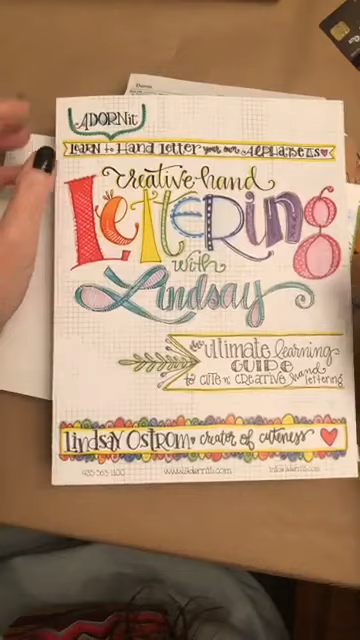 ADORNit
LEARN to HAND LETTER your own ALPHABETS
creative-hand
LetteRing
with
Lindsay
the ultimate learning
GUIDE
to CUTE n' CREATIVE hand
lettering
LINDSAY OSTROM creator of cuteness
www.adornit.com